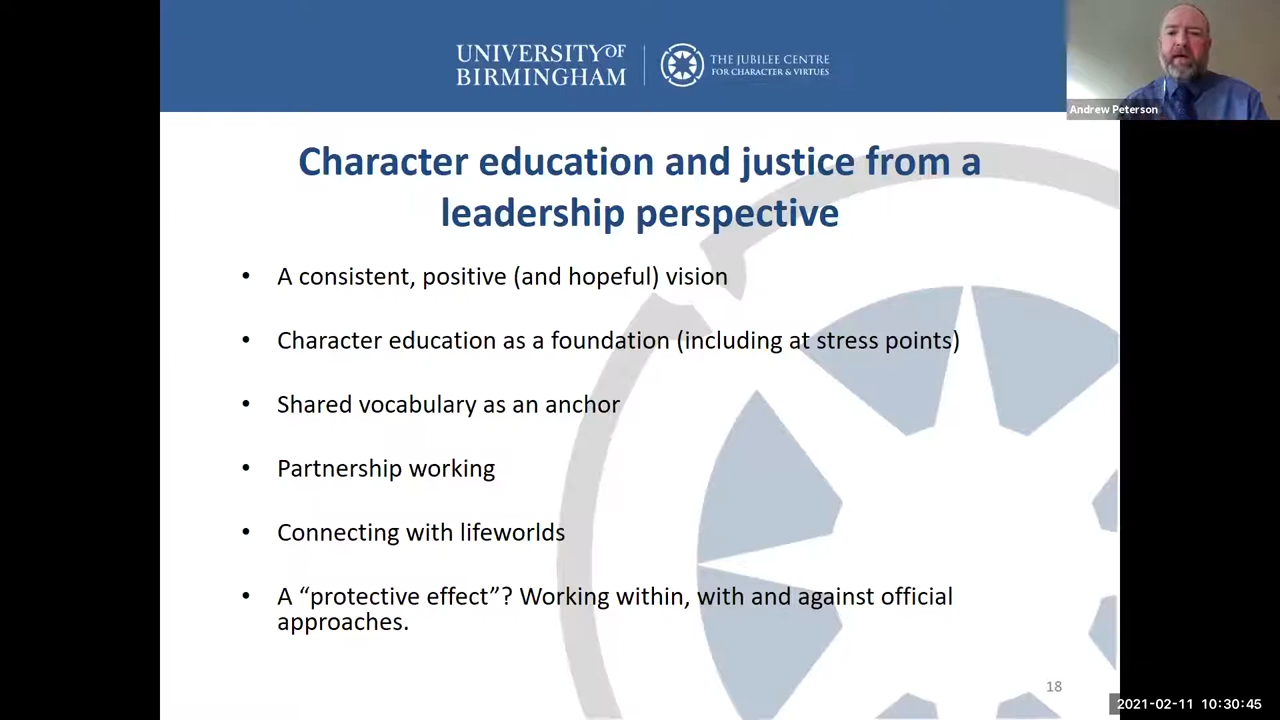 UNIVERSITY OF
BIRMINGHAM
THE JUBILEE CENTRE
FOR CHARACTER & VIRTUES
Andrew Peterson
Character education and justice from a
leadership perspective
• A consistent, positive (and hopeful) vision
• Character education as a foundation (including at stress points)
• Shared vocabulary as an anchor
• Partnership working
• Connecting with lifeworlds
• A “protective effect”? Working within, with and against official
approaches.
18
2021-02-11 10:30:45